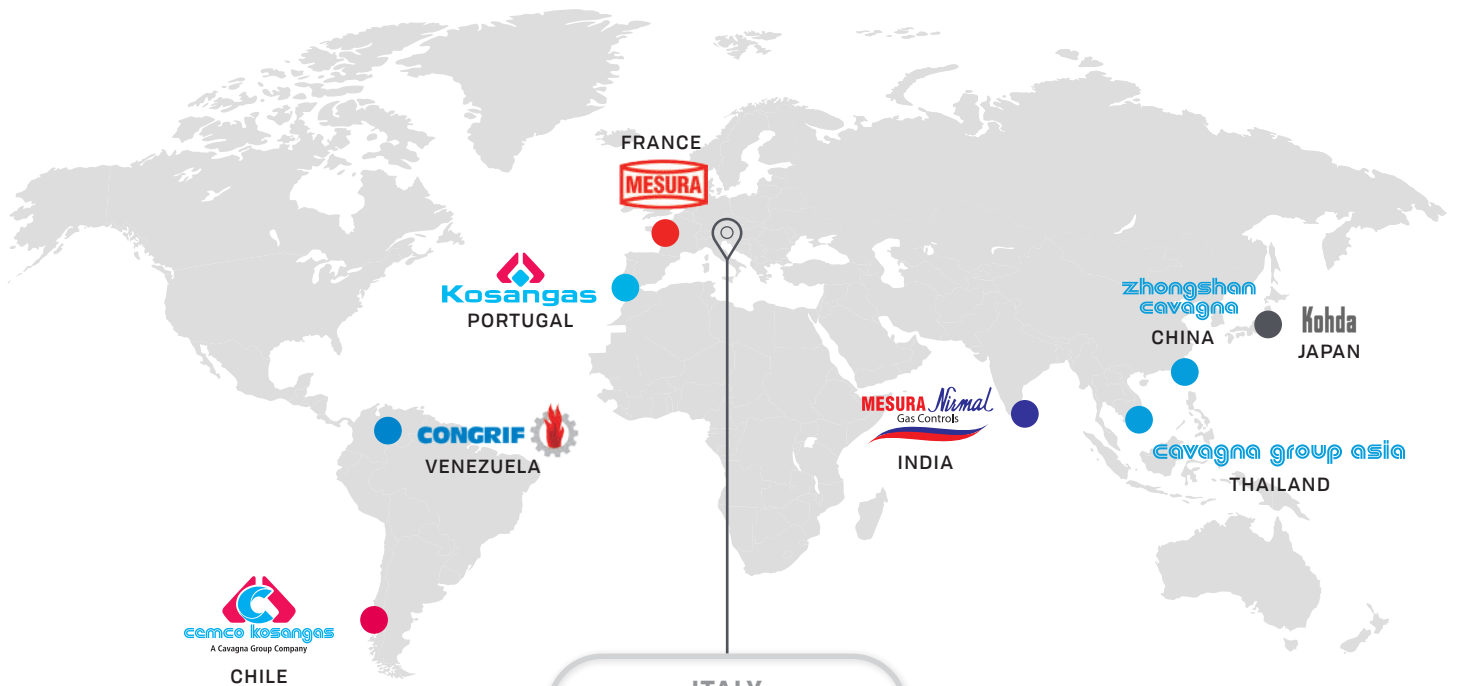 FRANCE
MESURA
Kosangas
PORTUGAL
zhongshan
cavagna
CHINA
Kohda
JAPAN
MESURA Nirmal
Gas Controls
INDIA
CONGRIF
VENEZUELA
cavagna group asia
THAILAND
C
cemco kosangas
A Cavagna Group Company
CHILE
ITALY